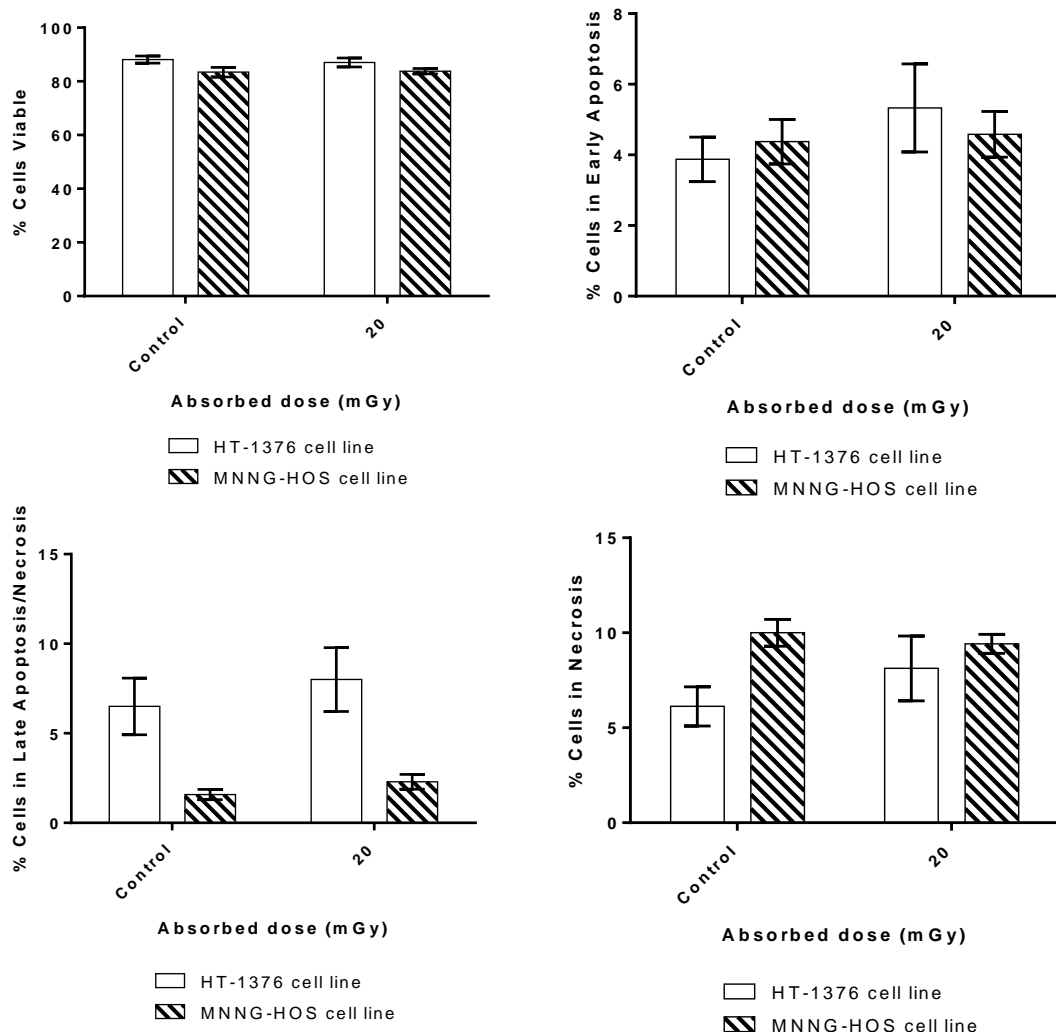 % Cells Viable
100
80
60
40
20
0
Control
20
Absorbed dose (mGy)
HT-1376 cell line
MNNG-HOS cell line
% Cells in Early Apoptosis
8
6
4
2
0
Control
20
Absorbed dose (mGy)
HT-1376 cell line
MNNG-HOS cell line
% Cells in Late Apoptosis/Necrosis
15
10
5
0
Control
20
Absorbed dose (mGy)
HT-1376 cell line
MNNG-HOS cell line
% Cells in Necrosis
15
10
5
0
Control
20
Absorbed dose (mGy)
HT-1376 cell line
MNNG-HOS cell line